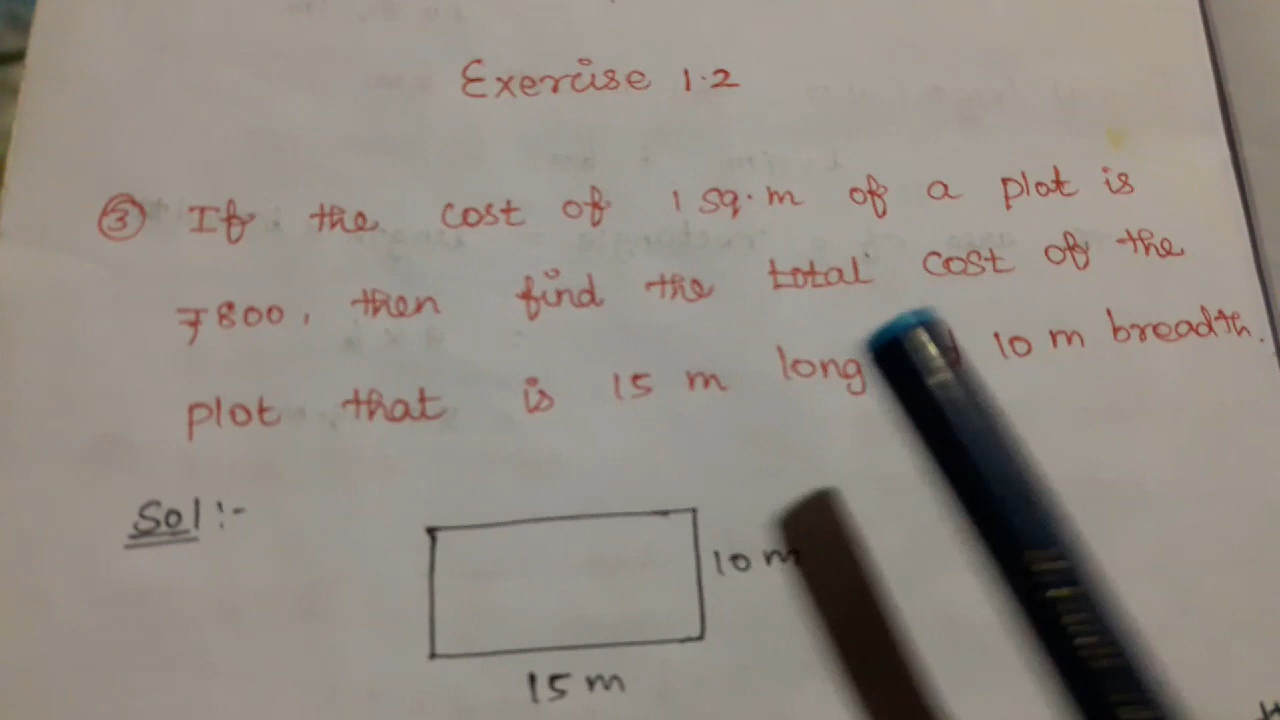 Exercise 1.2
③ If the cost of 1 sq.m of a plot is
₹800, then find the total cost of the
plot that is 15 m long 10 m breadth.
Sol:-
10 m
15 m